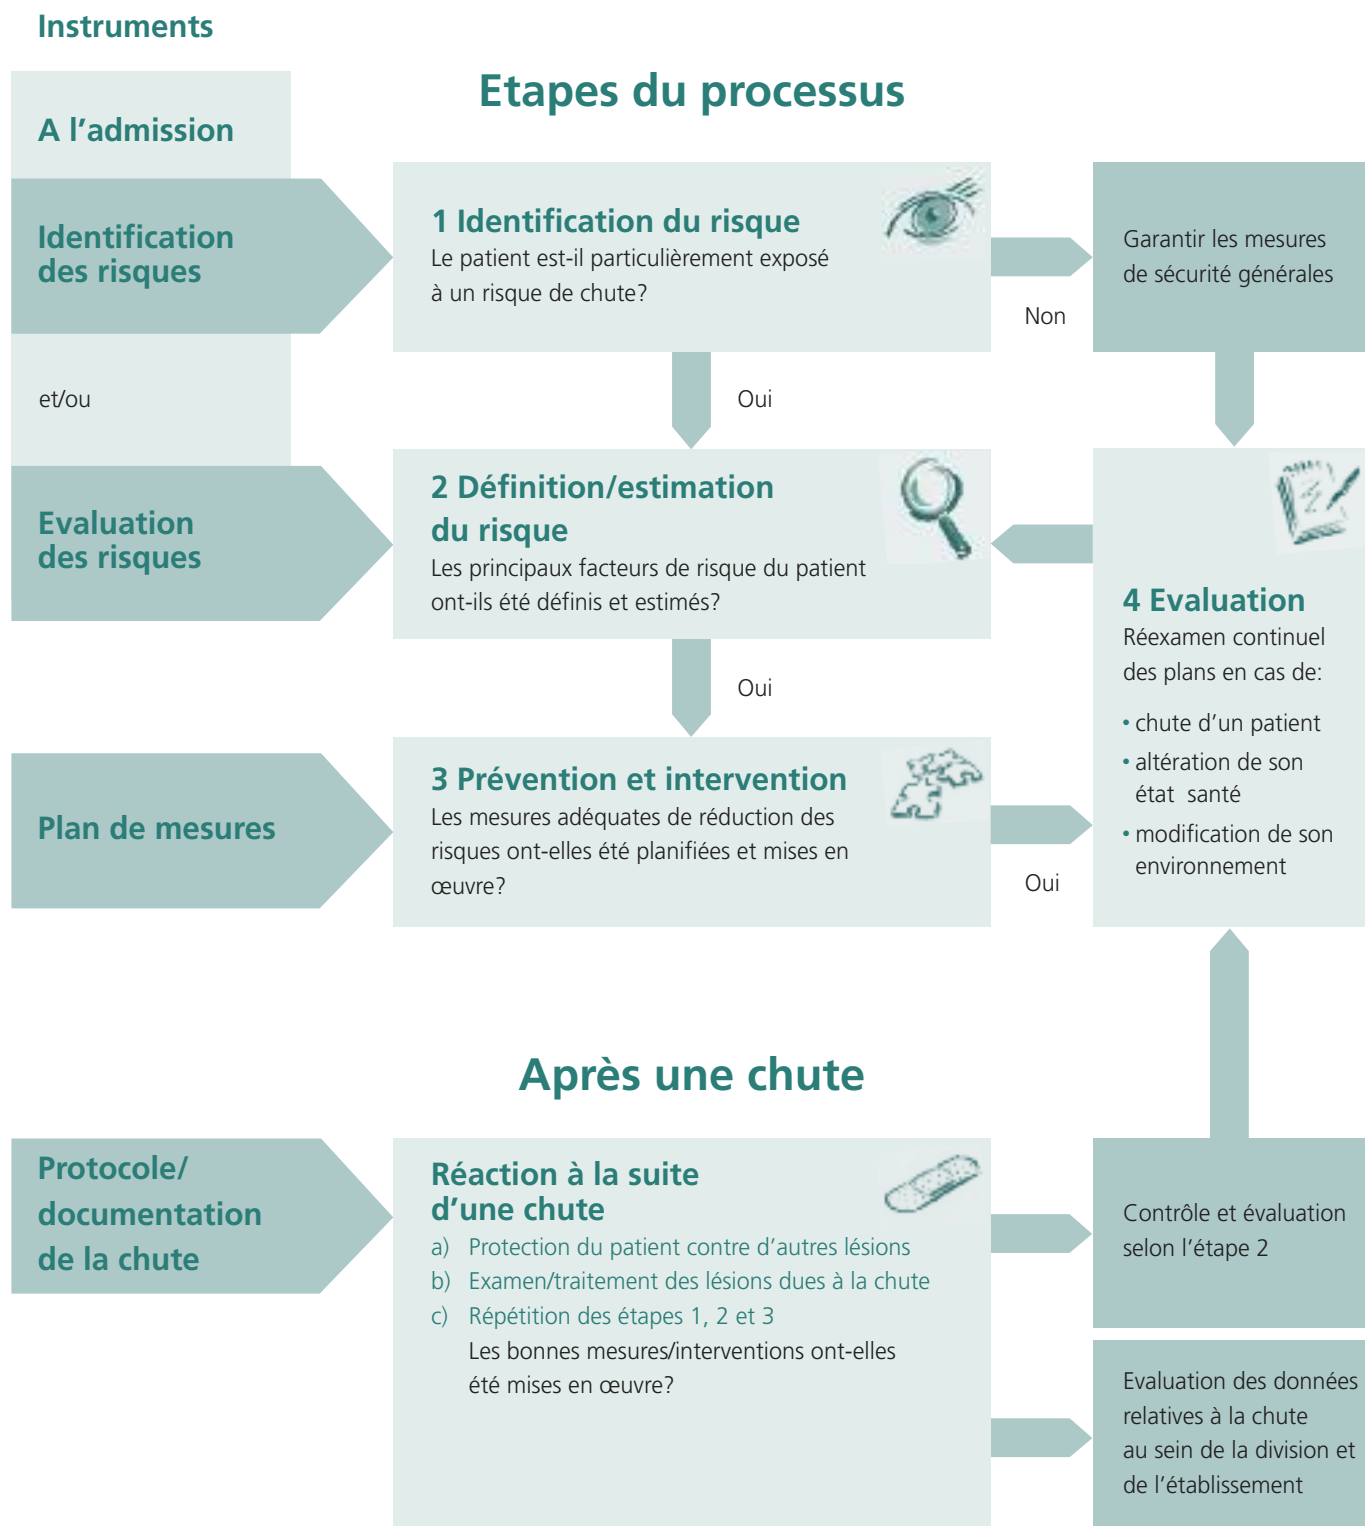 Instruments
Etapes du processus
A l'admission
Identification
des risques
1 Identification du risque
Le patient est-il particulièrement exposé
à un risque de chute?
Non
Garantir les mesures
de sécurité générales
et/ou
Oui
Evaluation
des risques
2 Définition/estimation
du risque
Les principaux facteurs de risque du patient
ont-ils été définis et estimés?
Oui
4 Evaluation
Réexamen continuel
des plans en cas de:
• chute d'un patient
• altération de son
état  santé
• modification de son
environnement
Plan de mesures
3 Prévention et intervention
Les mesures adéquates de réduction des
risques ont-elles été planifiées et mises en
œuvre?
Oui
Après une chute
Protocole/
documentation
de la chute
Réaction à la suite
d'une chute
a) Protection du patient contre d'autres lésions
b) Examen/traitement des lésions dues à la chute
c) Répétition des étapes 1, 2 et 3
Les bonnes mesures/interventions ont-elles
été mises en œuvre?
Contrôle et évaluation
selon l'étape 2
Evaluation des données
relatives à la chute
au sein de la division et
de l'établissement